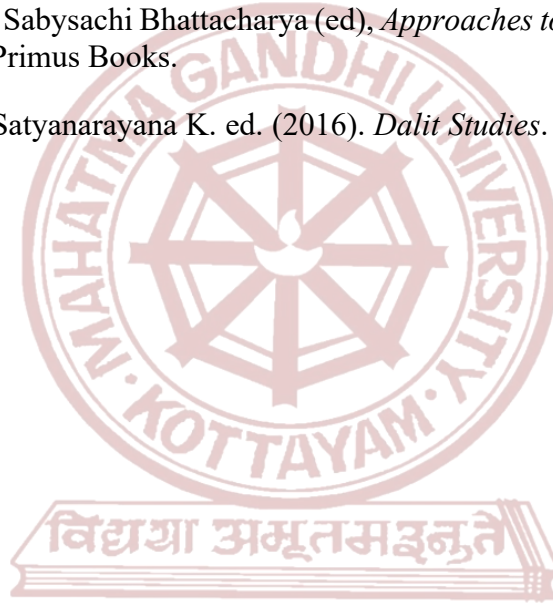 Sabysachi Bhattacharya (ed), Approaches to
Primus Books.
Satyanarayana K. ed. (2016). Dalit Studies.
MAHATMA GANDHI UNIVERSITY
· KOTTAYAM ·
विद्यया अमृतमश्नुते